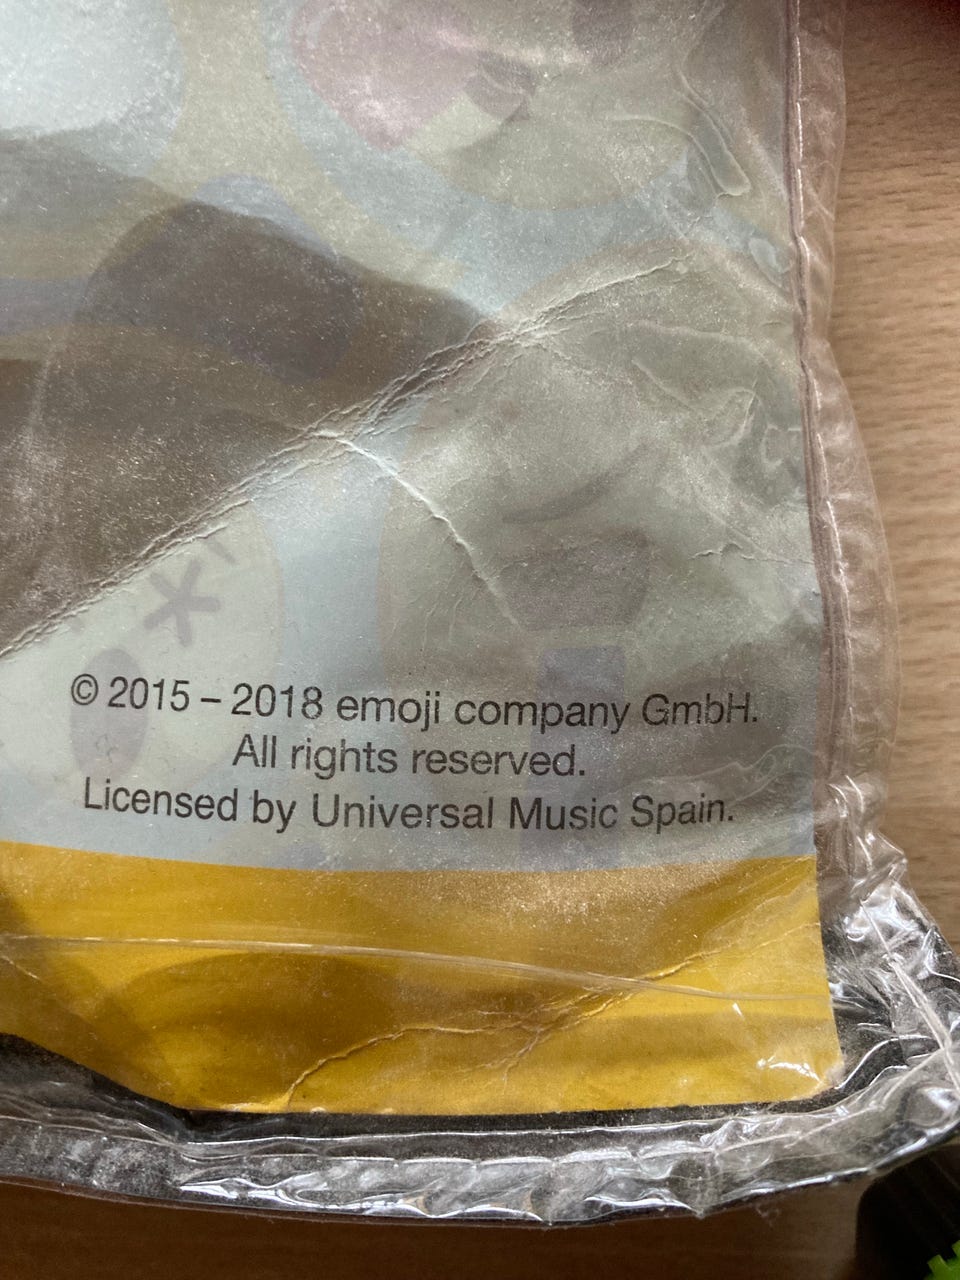 © 2015 – 2018 emoji company GmbH.
All rights reserved.
Licensed by Universal Music Spain.